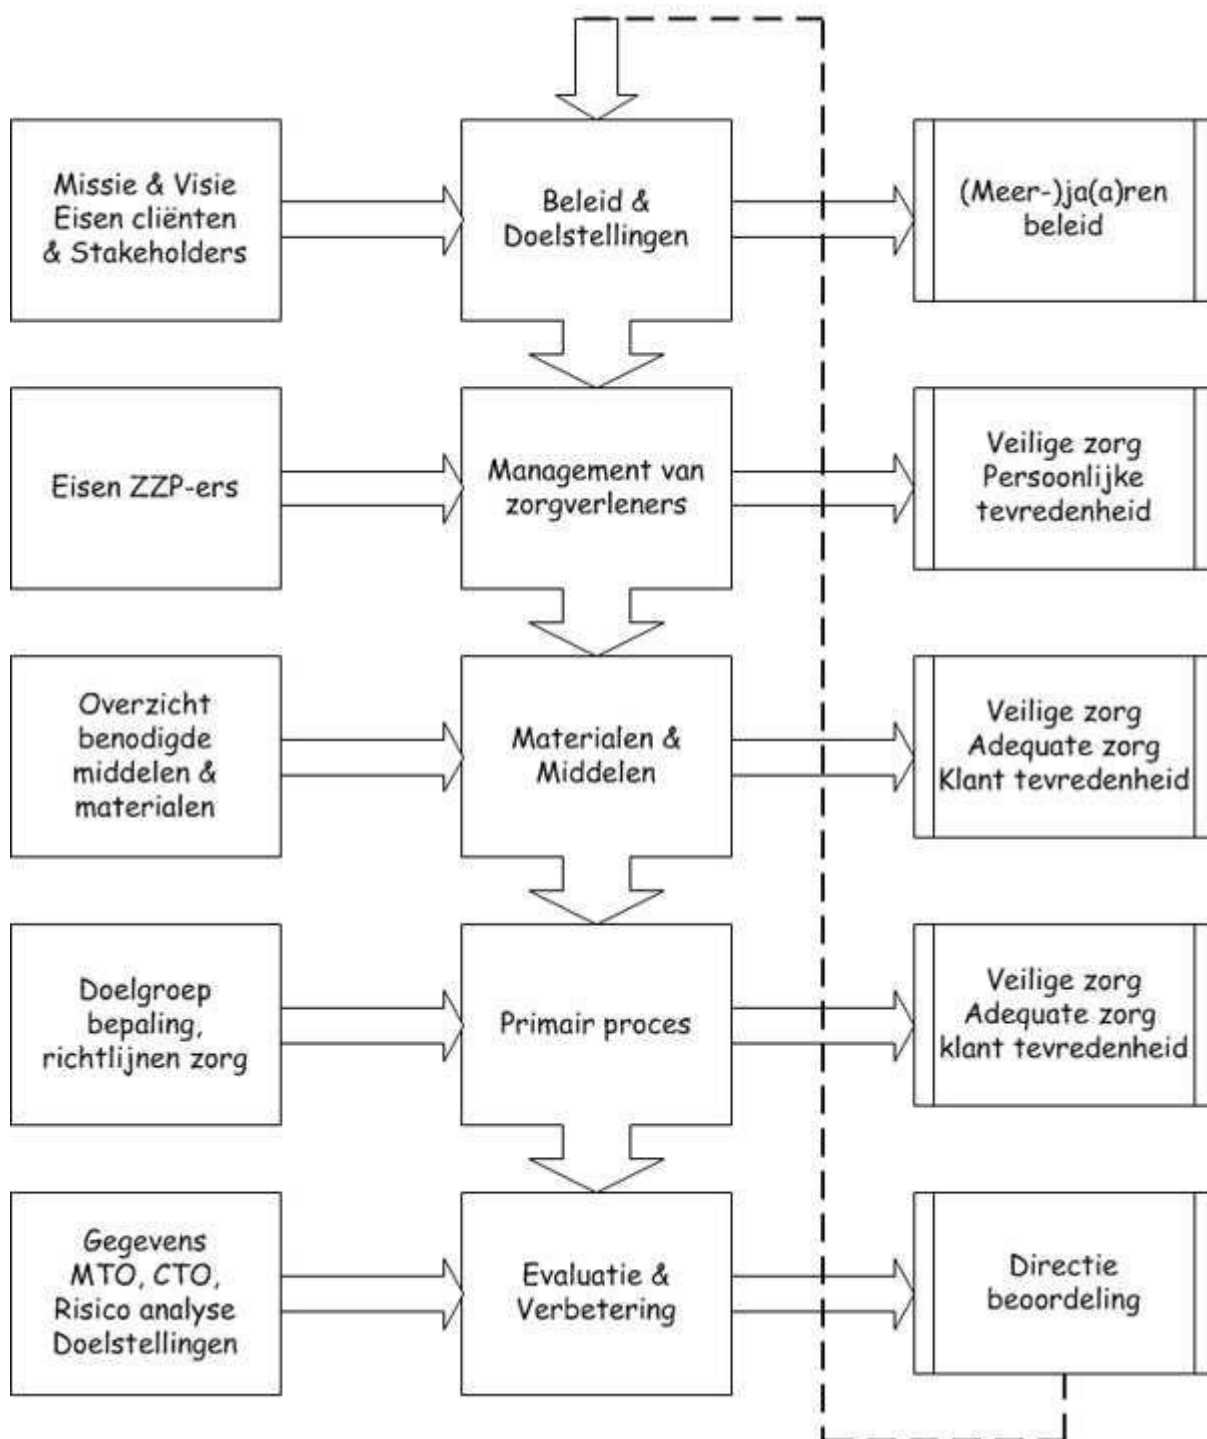 Missie & Visie
Eisen cliënten
& Stakeholders
Beleid &
Doelstellingen
(Meer-)ja(a)ren
beleid
Eisen ZZP-ers
Management van
zorgverleners
Veilige zorg
Persoonlijke
tevredenheid
Overzicht
benodigde
middelen &
materialen
Materialen &
Middelen
Veilige zorg
Adequate zorg
Klant tevredenheid
Doelgroep
bepaling,
richtlijnen zorg
Primair proces
Veilige zorg
Adequate zorg
klant tevredenheid
Gegevens
MTO, CTO,
Risico analyse
Doelstellingen
Evaluatie &
Verbetering
Directie
beoordeling